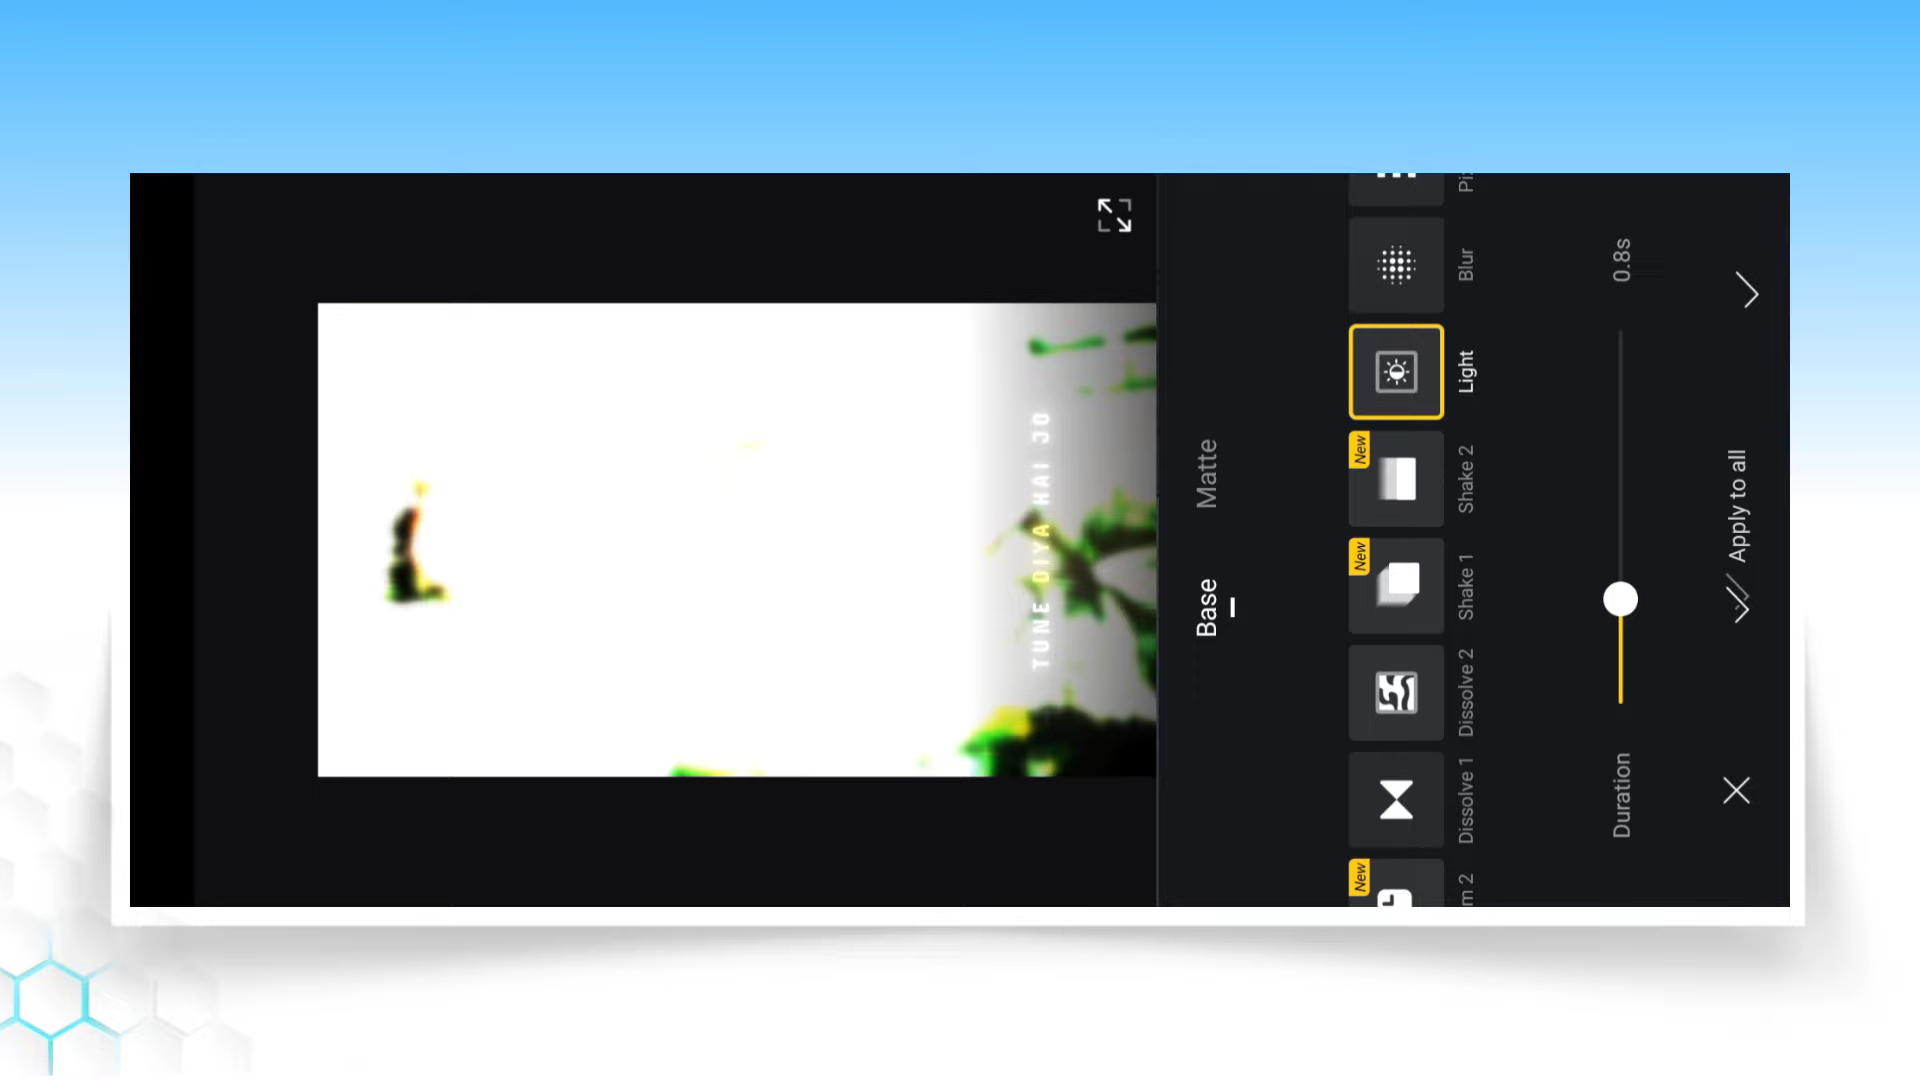 TUNE DIYA HAI JO
Base
Matte
New
m 2
Dissolve 1
Dissolve 2
New
Shake 1
New
Shake 2
Light
Blur
Duration
0.8s
Apply to all